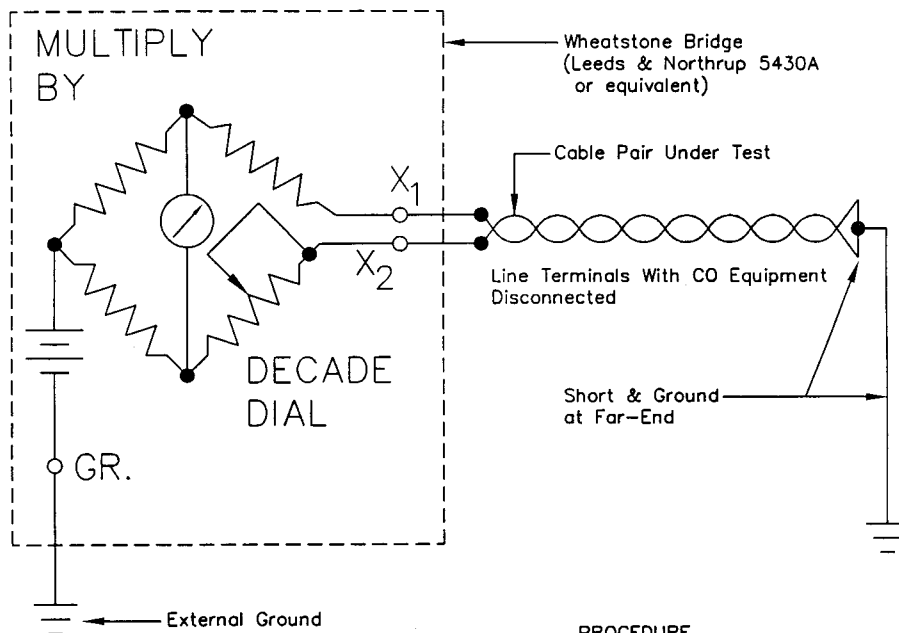 MULTIPLY
BY
Wheatstone Bridge
(Leeds & Northrup 5430A
or equivalent)
Cable Pair Under Test
X1
X2
Line Terminals With CO Equipment
Disconnected
DECADE
DIAL
Short & Ground
at Far-End
GR.
External Ground
PROCEDURE